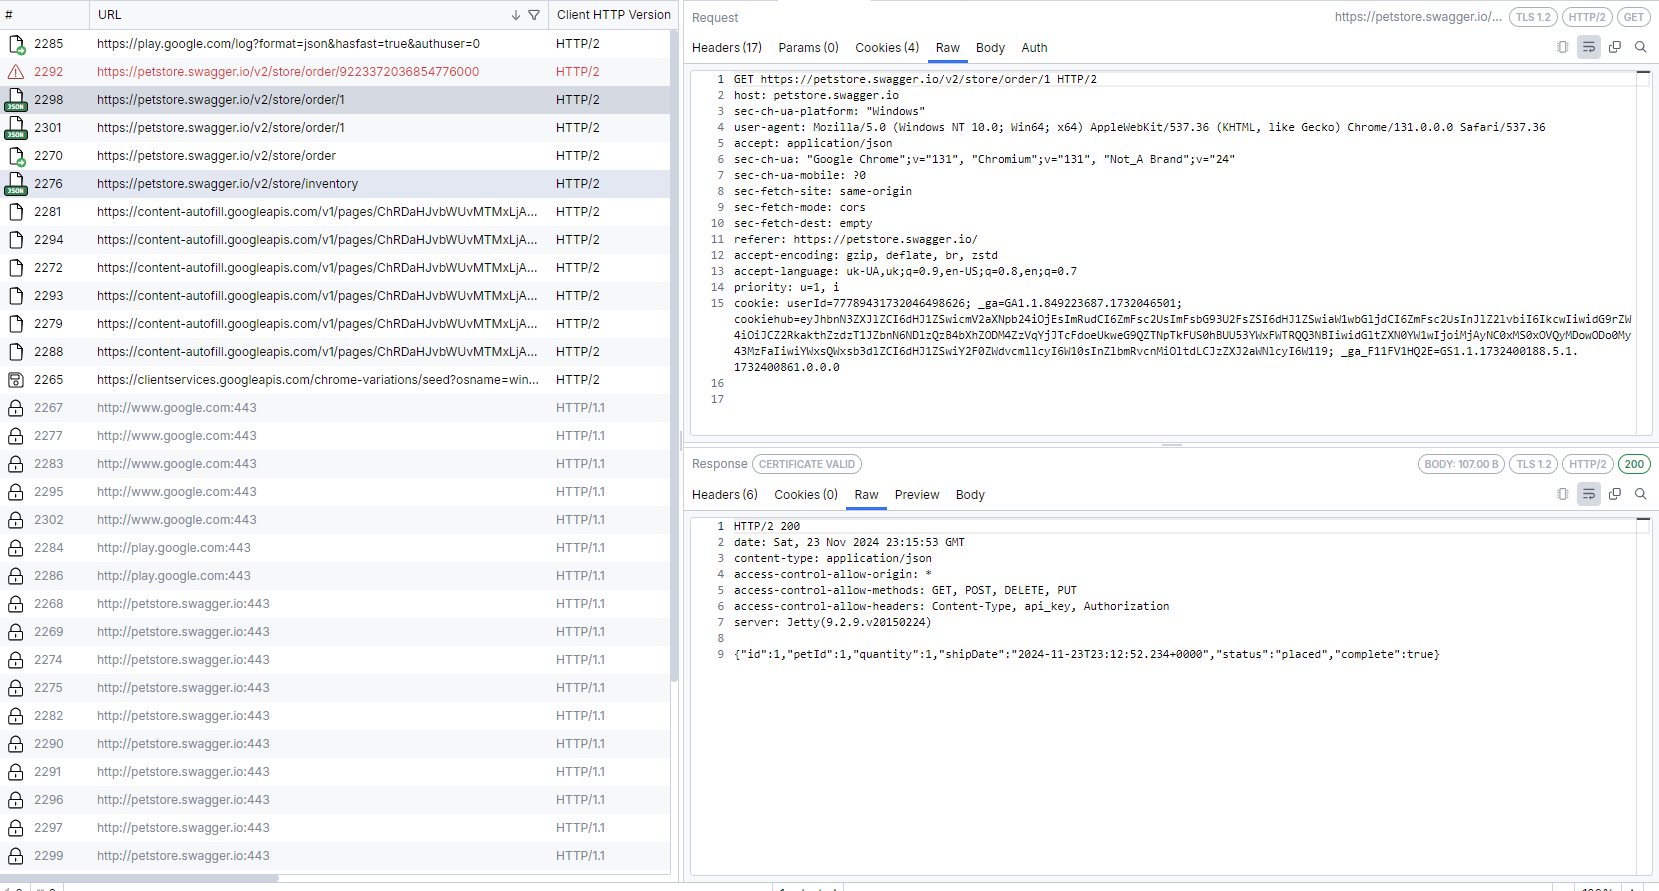 # URL Client HTTP Version
2285 https://play.google.com/log?format=json&hasfast=true&authuser=0 HTTP/2
2292 https://petstore.swagger.io/v2/store/order/9223372036854776000 HTTP/2
JSON 2298 https://petstore.swagger.io/v2/store/order/1 HTTP/2
JSON 2301 https://petstore.swagger.io/v2/store/order/1 HTTP/2
2270 https://petstore.swagger.io/v2/store/order HTTP/2
JSON 2276 https://petstore.swagger.io/v2/store/inventory HTTP/2
2281 https://content-autofill.googleapis.com/v1/pages/ChRDaHJvbWUvMTMxLjA... HTTP/2
2294 https://content-autofill.googleapis.com/v1/pages/ChRDaHJvbWUvMTMxLjA... HTTP/2
2272 https://content-autofill.googleapis.com/v1/pages/ChRDaHJvbWUvMTMxLjA... HTTP/2
2293 https://content-autofill.googleapis.com/v1/pages/ChRDaHJvbWUvMTMxLjA... HTTP/2
2279 https://content-autofill.googleapis.com/v1/pages/ChRDaHJvbWUvMTMxLjA... HTTP/2
2288 https://content-autofill.googleapis.com/v1/pages/ChRDaHJvbWUvMTMxLjA... HTTP/2
2265 https://clientservices.googleapis.com/chrome-variations/seed?osname=win... HTTP/2
2267 http://www.google.com:443 HTTP/1.1
2277 http://www.google.com:443 HTTP/1.1
2283 http://www.google.com:443 HTTP/1.1
2295 http://www.google.com:443 HTTP/1.1
2302 http://www.google.com:443 HTTP/1.1
2284 http://play.google.com:443 HTTP/1.1
2286 http://play.google.com:443 HTTP/1.1
2268 http://petstore.swagger.io:443 HTTP/1.1
2269 http://petstore.swagger.io:443 HTTP/1.1
2274 http://petstore.swagger.io:443 HTTP/1.1
2275 http://petstore.swagger.io:443 HTTP/1.1
2282 http://petstore.swagger.io:443 HTTP/1.1
2290 http://petstore.swagger.io:443 HTTP/1.1
2291 http://petstore.swagger.io:443 HTTP/1.1
2296 http://petstore.swagger.io:443 HTTP/1.1
2297 http://petstore.swagger.io:443 HTTP/1.1
2299 http://petstore.swagger.io:443 HTTP/1.1
Request https://petstore.swagger.io/... TLS 1.2 HTTP/2 GET
Headers (17) Params (0) Cookies (4) Raw Body Auth
1 GET https://petstore.swagger.io/v2/store/order/1 HTTP/2
2 host: petstore.swagger.io
3 sec-ch-ua-platform: "Windows"
4 user-agent: Mozilla/5.0 (Windows NT 10.0; Win64; x64) AppleWebKit/537.36 (KHTML, like Gecko) Chrome/131.0.0.0 Safari/537.36
5 accept: application/json
6 sec-ch-ua: "Google Chrome";v="131", "Chromium";v="131", "Not_A Brand";v="24"
7 sec-ch-ua-mobile: ?0
8 sec-fetch-site: same-origin
9 sec-fetch-mode: cors
10 sec-fetch-dest: empty
11 referer: https://petstore.swagger.io/
12 accept-encoding: gzip, deflate, br, zstd
13 accept-language: uk-UA,uk;q=0.9,en-US;q=0.8,en;q=0.7
14 priority: u=1, i
15 cookie: userId=77789431732046498626; _ga=GA1.1.849223687.1732046501;
_ga_F11FV1HQ2E=GS1.1.1732400188.5.1.
1732400861.0.0.0
16
17
Response CERTIFICATE VALID BODY: 107.00 B TLS 1.2 HTTP/2 200
Headers (6) Cookies (0) Raw Preview Body
1 HTTP/2 200
2 date: Sat, 23 Nov 2024 23:15:53 GMT
3 content-type: application/json
4 access-control-allow-origin: *
5 access-control-allow-methods: GET, POST, DELETE, PUT
6 access-control-allow-headers: Content-Type, api_key, Authorization
7 server: Jetty(9.2.9.v20150224)
8
9 {"id":1,"petId":1,"quantity":1,"shipDate":"2024-11-23T23:12:52.234+0000","status":"placed","complete":true}